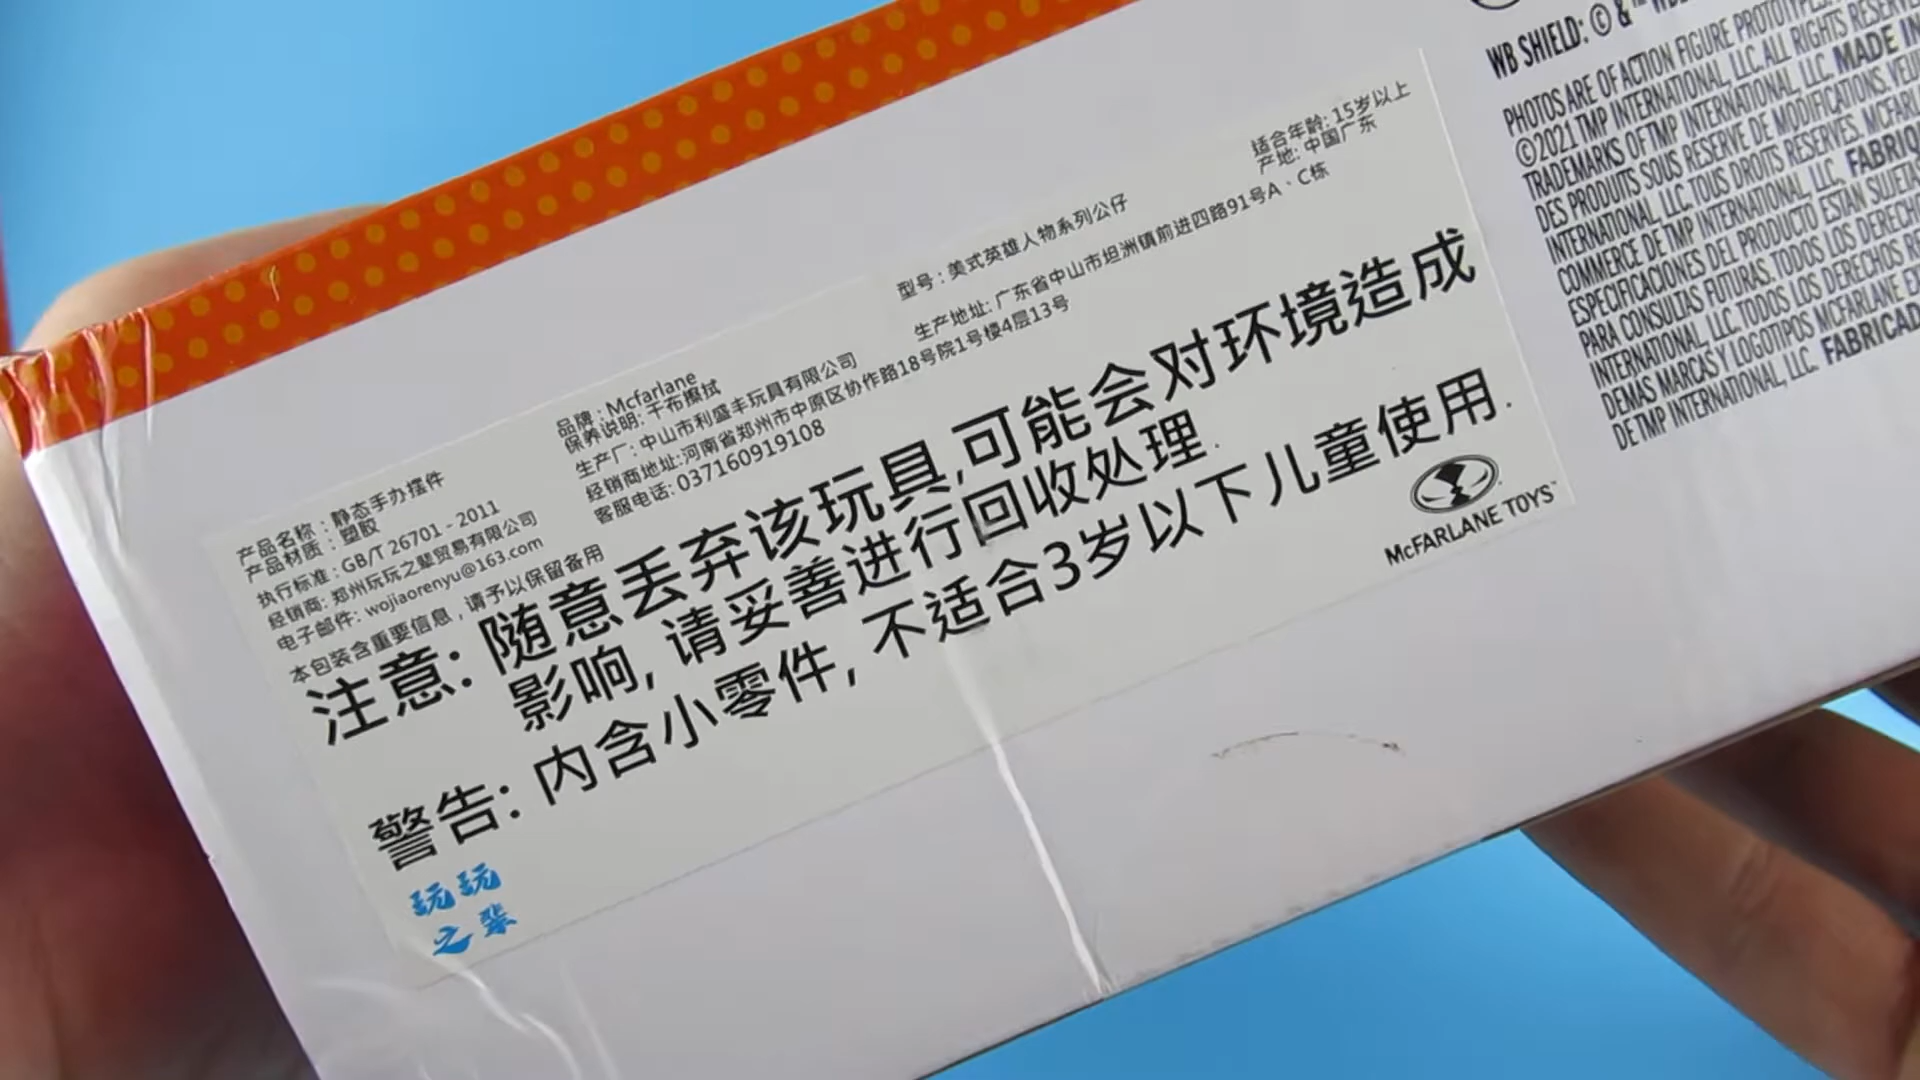 产品名称：静态手办摆件
产品材质：塑胶
执行标准：GB/T 26701 - 2011
经销商: 郑州玩玩之辈贸易有限公司
电子邮件: wojiaorenyu@163.com
本包装含重要信息，请予以保留备用
品牌：Mcfarlane
保养说明: 干布擦拭
生产厂: 中山市利盛丰玩具有限公司
经销商地址:河南省郑州市中原区协作路18号院1号楼4层13号
客服电话: 037160919108
型号：美式英雄人物系列公仔
生产地址: 广东省中山市坦洲镇前进四路91号A、C栋
适合年龄: 15岁以上
产地: 中国广东
注意: 随意丢弃该玩具,可能会对环境造成
影响, 请妥善进行回收处理.
警告: 内含小零件, 不适合3岁以下儿童使用.
McFARLANE TOYS
玩玩
之辈
WB SHIELD: © &™
PHOTOS ARE OF ACTION FIGURE PROTOTYPES.
©2021 TMP INTERNATIONAL, LLC. ALL RIGHTS RESERVED
TRADEMARKS OF TMP INTERNATIONAL, LLC. MADE IN
DES PRODUITS SOUS RÉSERVE DE MODIFICATIONS.
INTERNATIONAL, LLC. TOUS DROITS RESERVES. MCFARLANE
COMMERCE DE TMP INTERNATIONAL, LLC. FABRIQU
ESPECIFICACIONES DEL PRODUCTO ESTÁN SUJETAS
PARA CONSULTAS FUTURAS. TODOS LOS DERECHOS
INTERNATIONAL, LLC. TODOS LOS DERECHOS RE
DEMÁS MARCAS Y LOGOTIPOS MCFARLANE EX
DE TMP INTERNATIONAL, LLC. FABRICAD